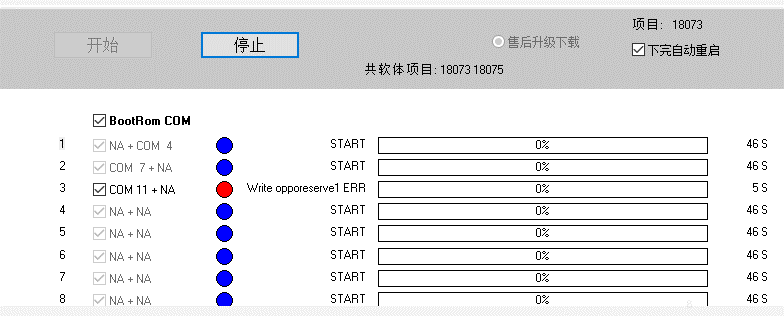 项目: 18073
开始 停止 售后升级下载 下完自动重启
共软体项目: 18073 18075
BootRom COM
1 NA + COM 4 START 0% 46 S
2 COM 7 + NA START 0% 46 S
3 COM 11 + NA Write opporeserve1 ERR 0% 5 S
4 NA + NA START 0% 46 S
5 NA + NA START 0% 46 S
6 NA + NA START 0% 46 S
7 NA + NA START 0% 46 S
8 NA + NA START 0% 46 S
8